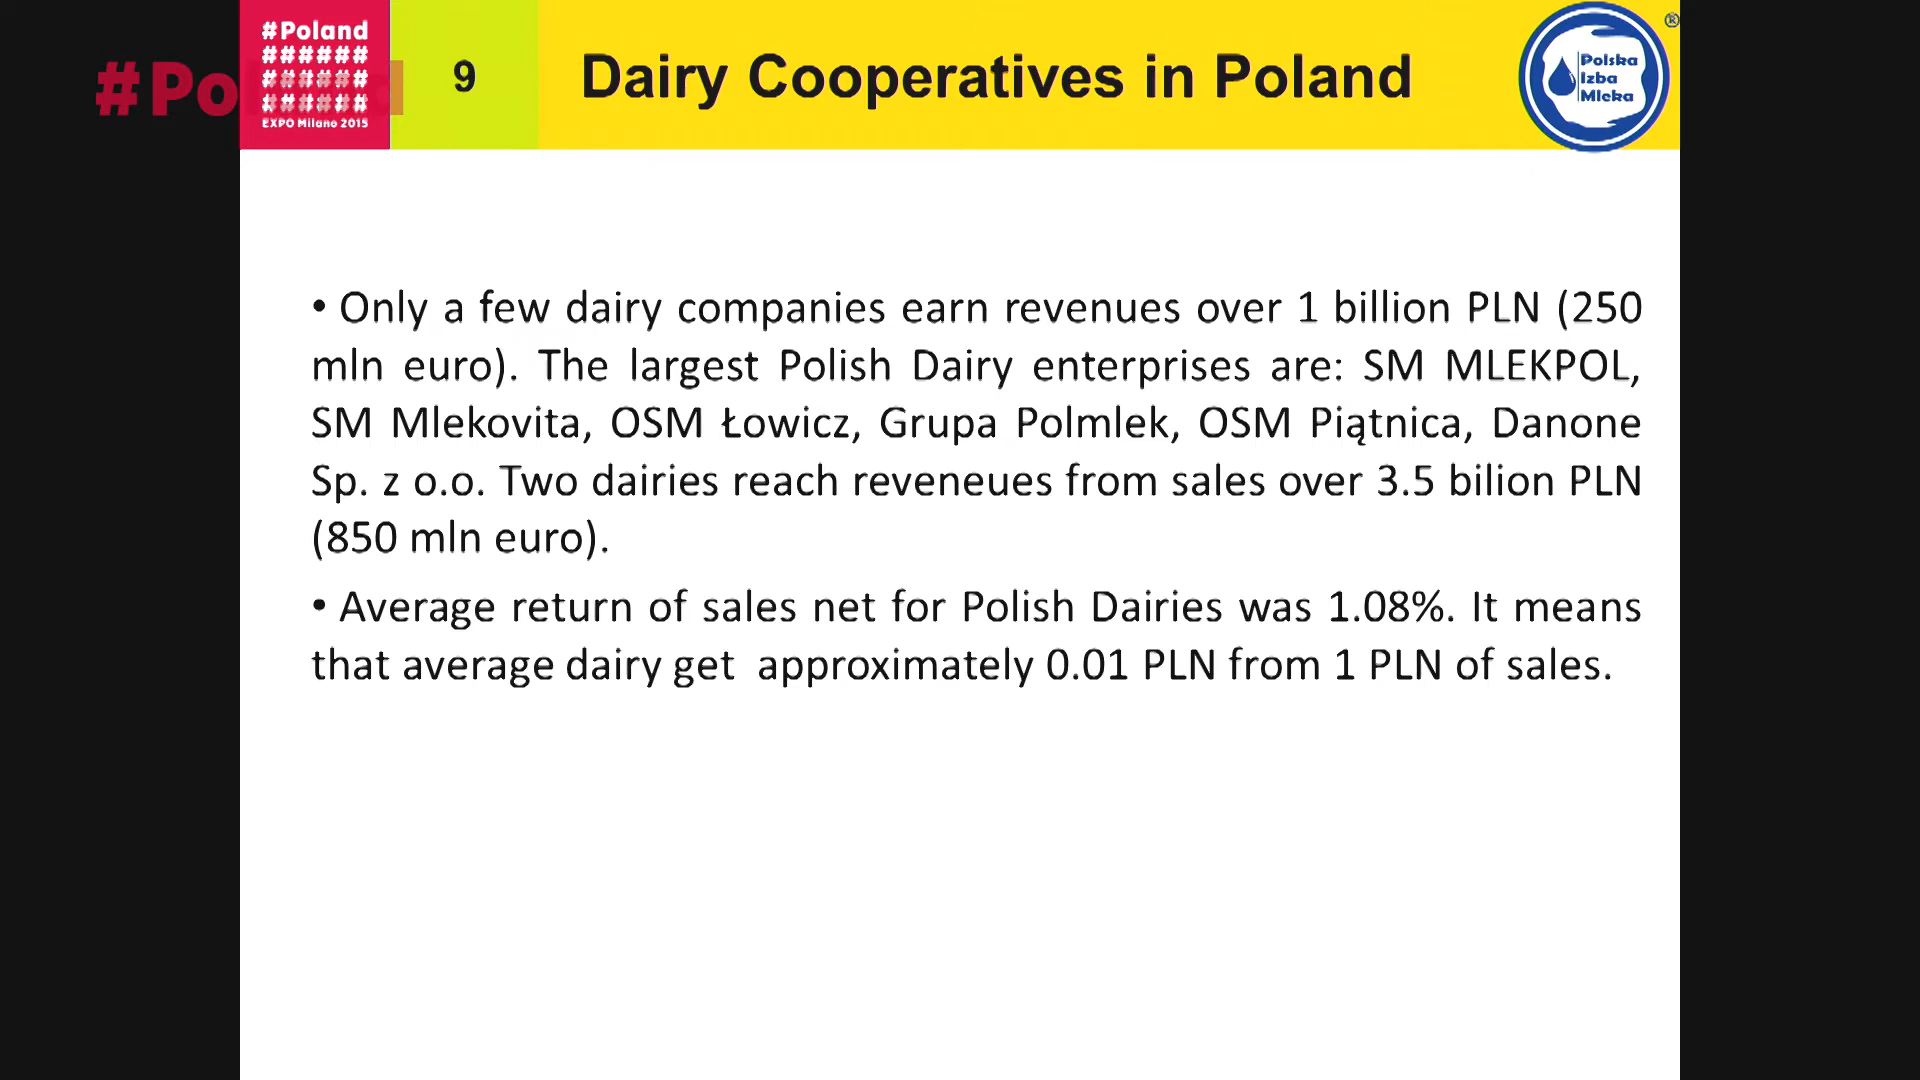 #Poland
######
######
######
######
EXPO Milano 2015
9
Dairy Cooperatives in Poland
®
Polska
Izba
Mleka
• Only a few dairy companies earn revenues over 1 billion PLN (250
mln euro). The largest Polish Dairy enterprises are: SM MLEKPOL,
SM Mlekovita, OSM Łowicz, Grupa Polmlek, OSM Piątnica, Danone
Sp. z o.o. Two dairies reach reveneues from sales over 3.5 bilion PLN
(850 mln euro).
• Average return of sales net for Polish Dairies was 1.08%. It means
that average dairy get approximately 0.01 PLN from 1 PLN of sales.